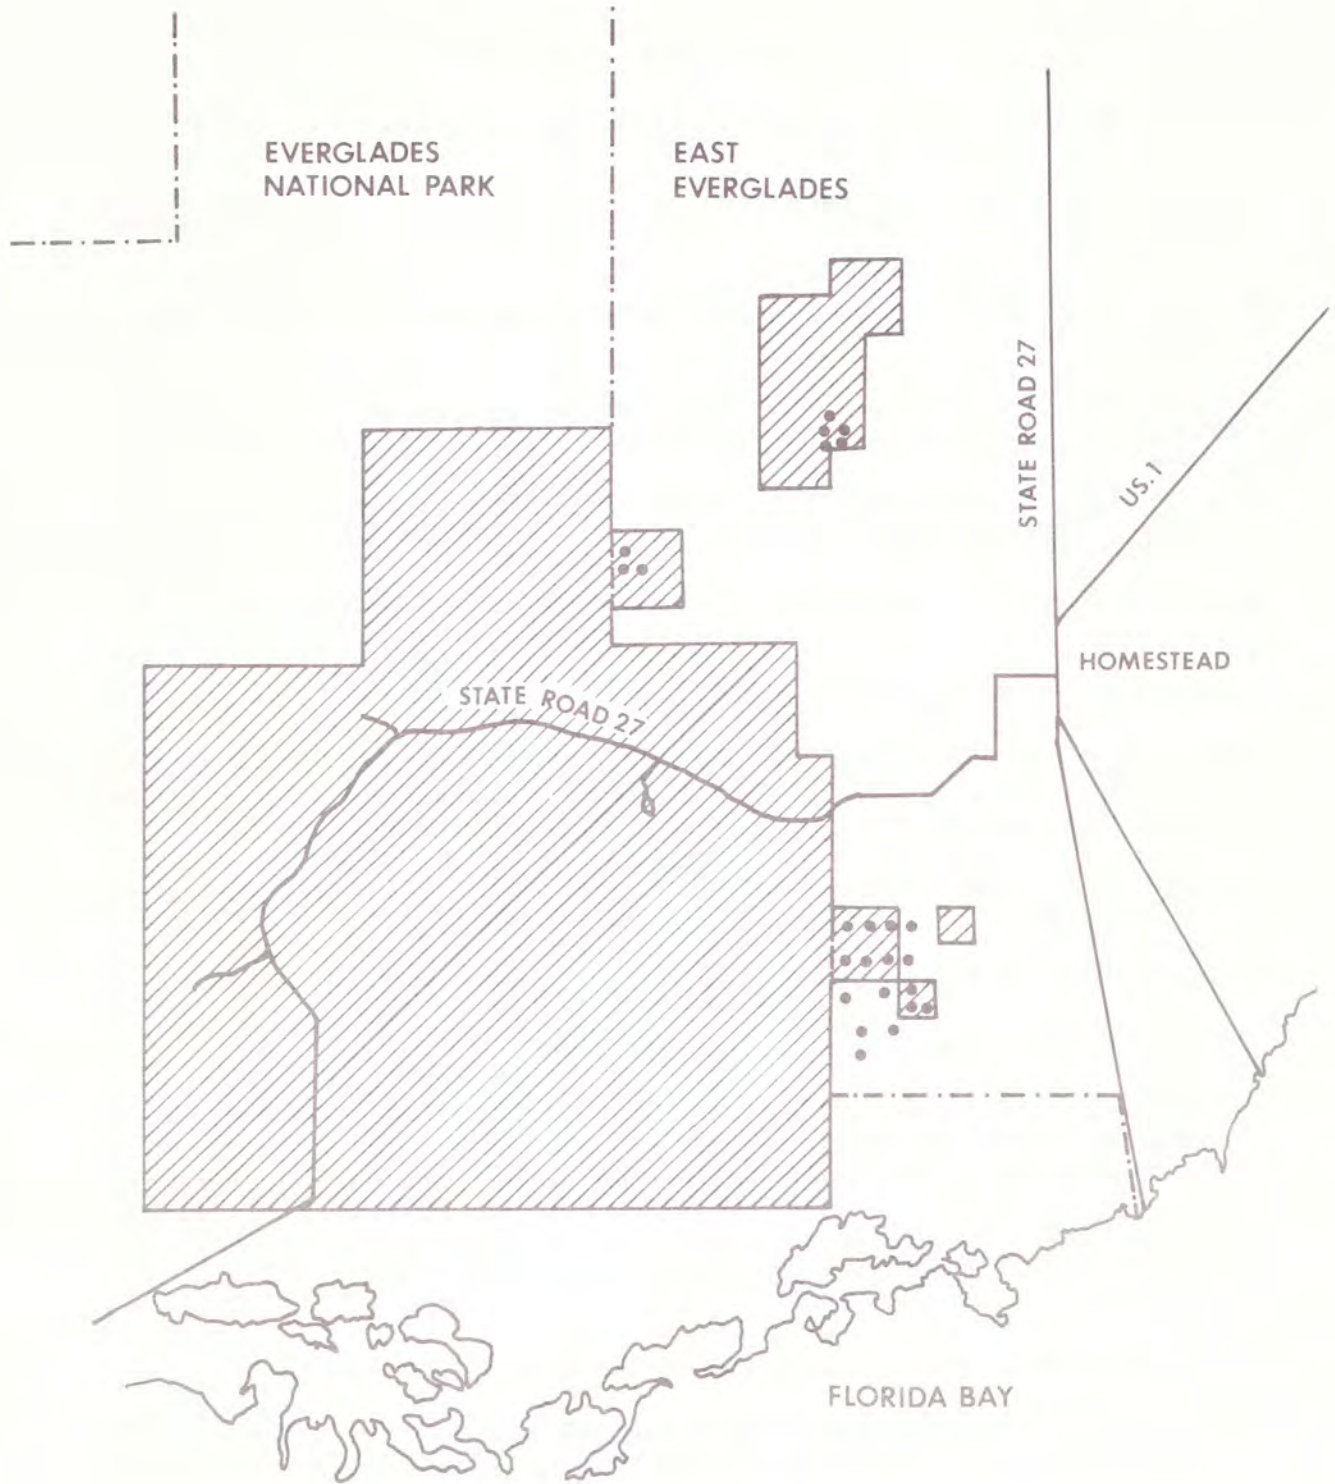 EVERGLADES
NATIONAL PARK
EAST
EVERGLADES
STATE ROAD 27
US.1
HOMESTEAD
STATE ROAD 27
FLORIDA BAY